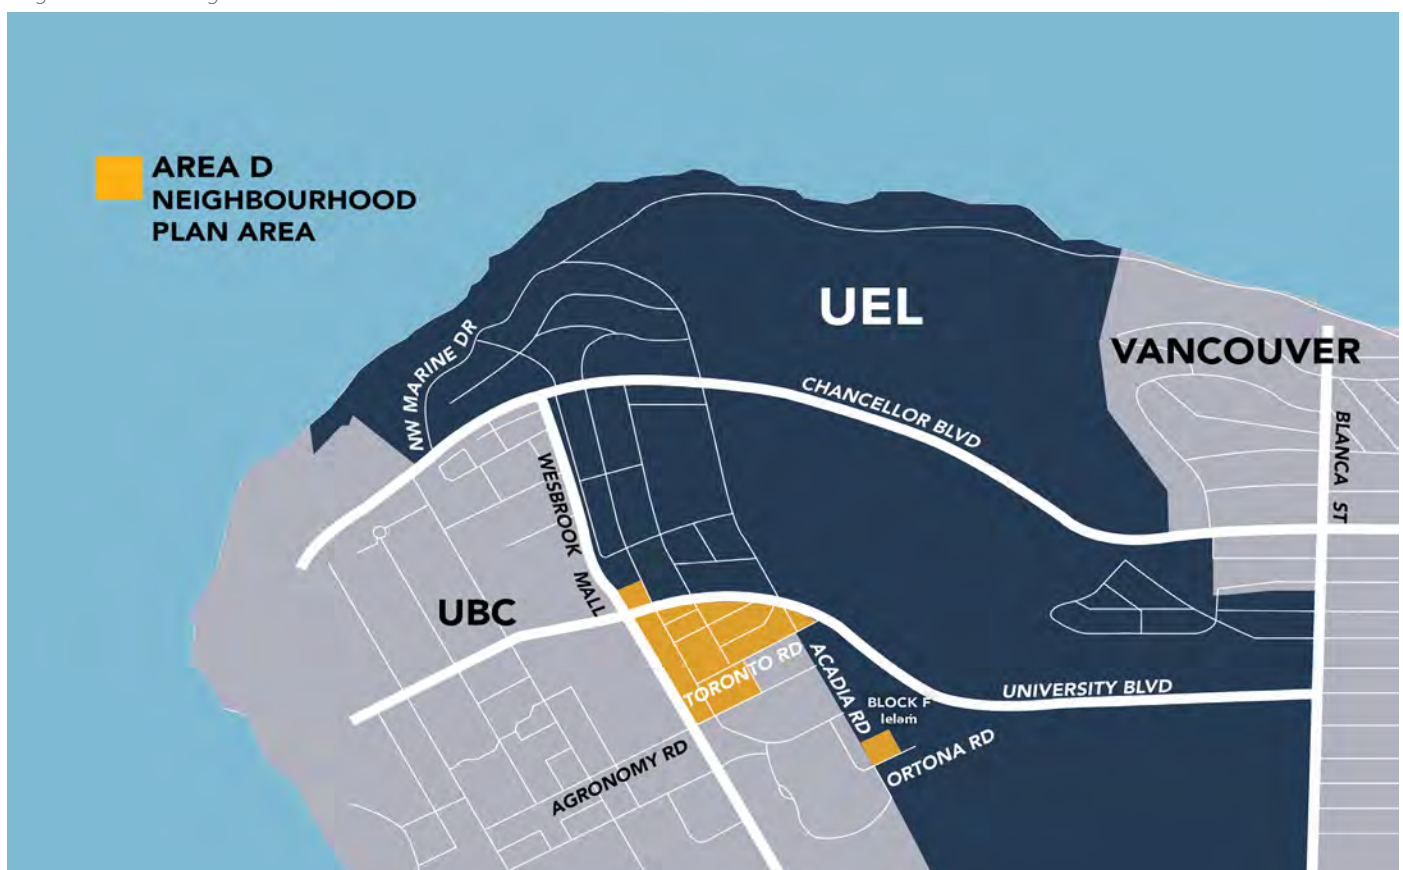 AREA D
NEIGHBOURHOOD
PLAN AREA
UEL
VANCOUVER
NW MARINE DR
CHANCELLOR BLVD
BLANCA ST
WESBROOK MALL
UBC
TORONTO RD
ACADIA RD
UNIVERSITY BLVD
BLOCK F
lelə̓m
ORTONA RD
AGRONOMY RD